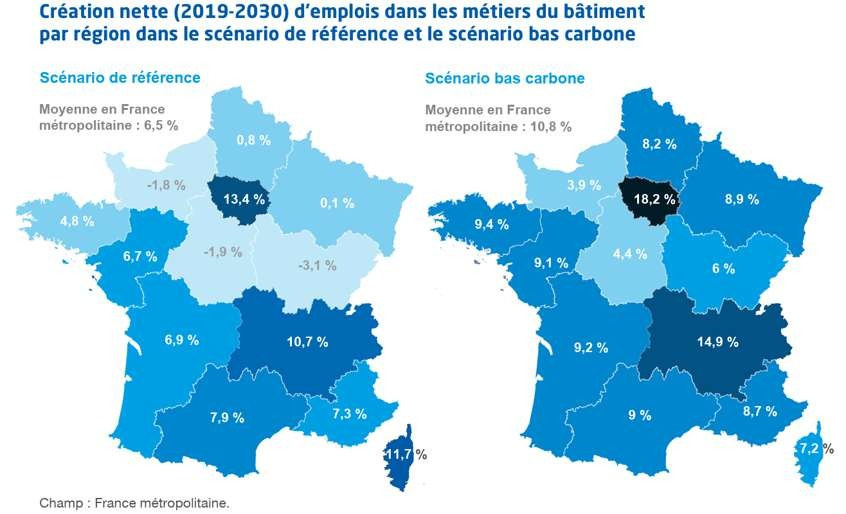 Création nette (2019-2030) d'emplois dans les métiers du bâtiment
par région dans le scénario de référence et le scénario bas carbone
Scénario de référence
Moyenne en France
métropolitaine : 6,5 %
0,8 %
-1,8 %
13,4 %
0,1 %
4,8 %
6,7 %
-1,9 %
-3,1 %
6,9 %
10,7 %
7,9 %
7,3 %
11,7 %
Scénario bas carbone
Moyenne en France
métropolitaine : 10,8 %
8,2 %
3,9 %
18,2 %
8,9 %
9,4 %
9,1 %
4,4 %
6 %
9,2 %
14,9 %
9 %
8,7 %
7,2 %
Champ : France métropolitaine.